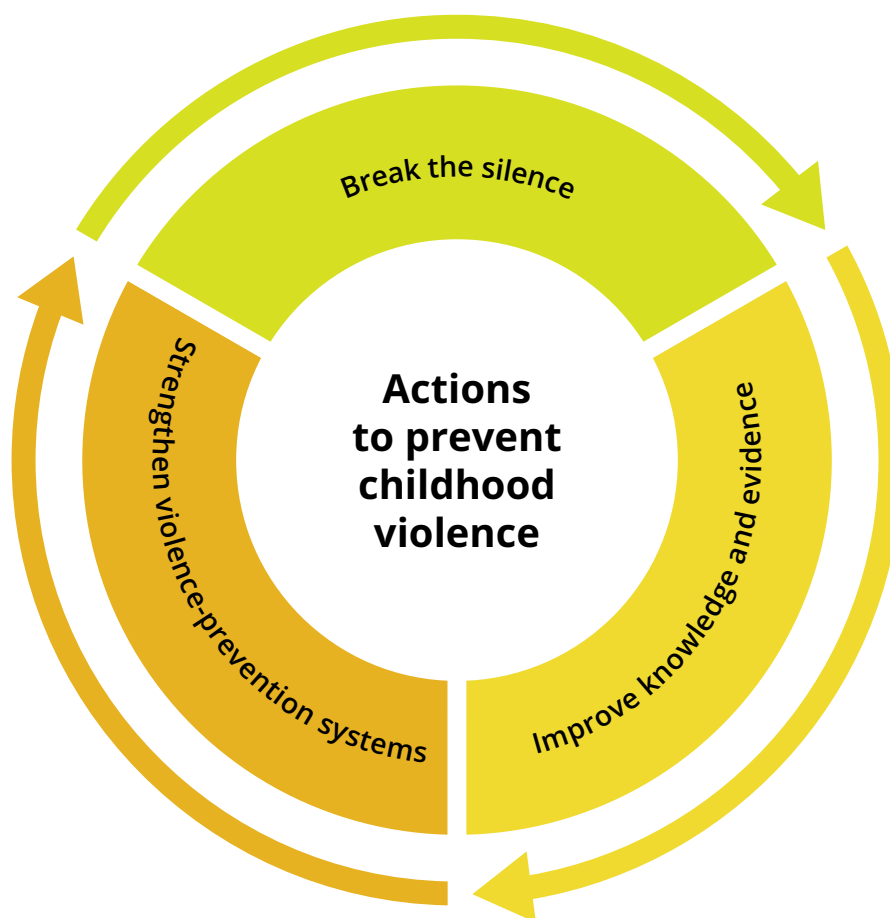 Break the silence
Actions
to prevent
childhood
violence
Improve knowledge and evidence
Strengthen violence-prevention systems